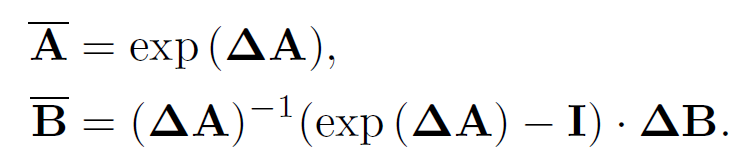 A̅ = exp (ΔA),
B̅ = (ΔA)⁻¹(exp (ΔA) − I) · ΔB.